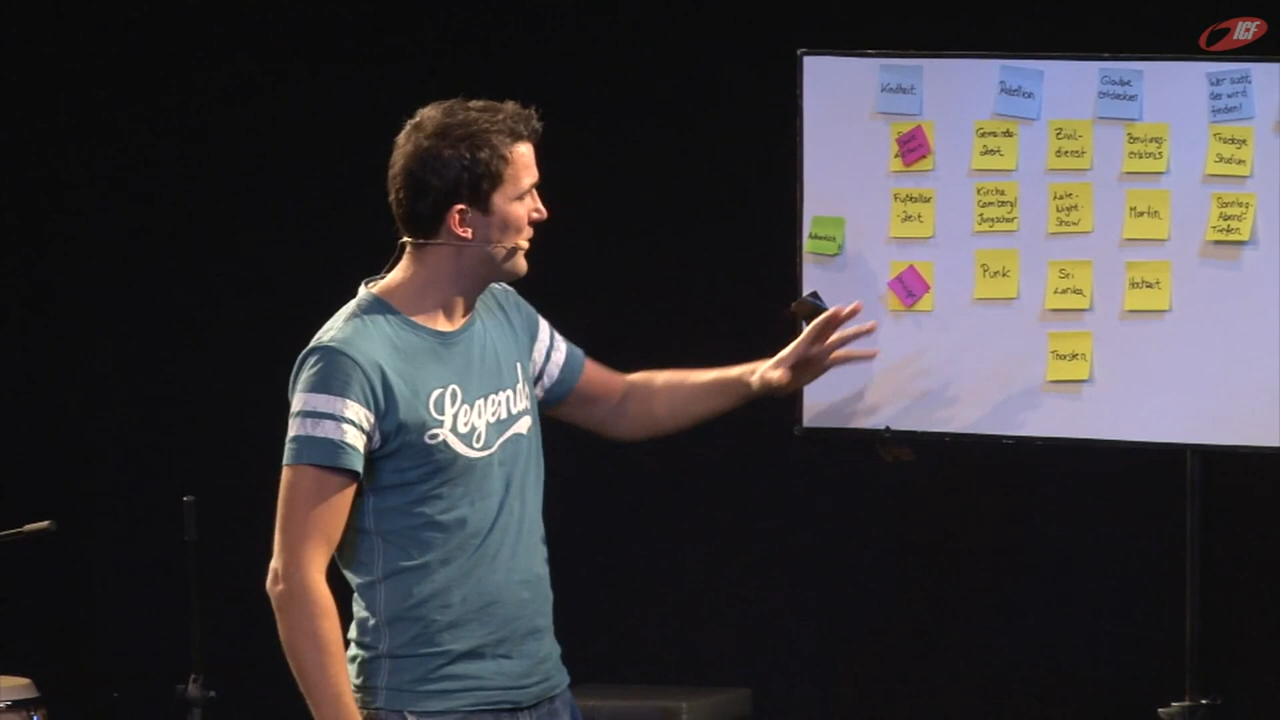 ICF
Kindheit
Rebellion
Glaube
entdecken
Wer sucht,
der wird
finden!
Gemeinde-
Zeit
Zivil-
dienst
Berufungs-
erlebnis
Theologie
Studium
Fußballer
-Zeit
Kirche
Camberg/
Jungschar
Late-
Night-
Show
Martin
Sonntag-
Abend-
Treffen
Authentisch
Punk
Sri
Lanka
Hochzeit
Thorsten
Legends